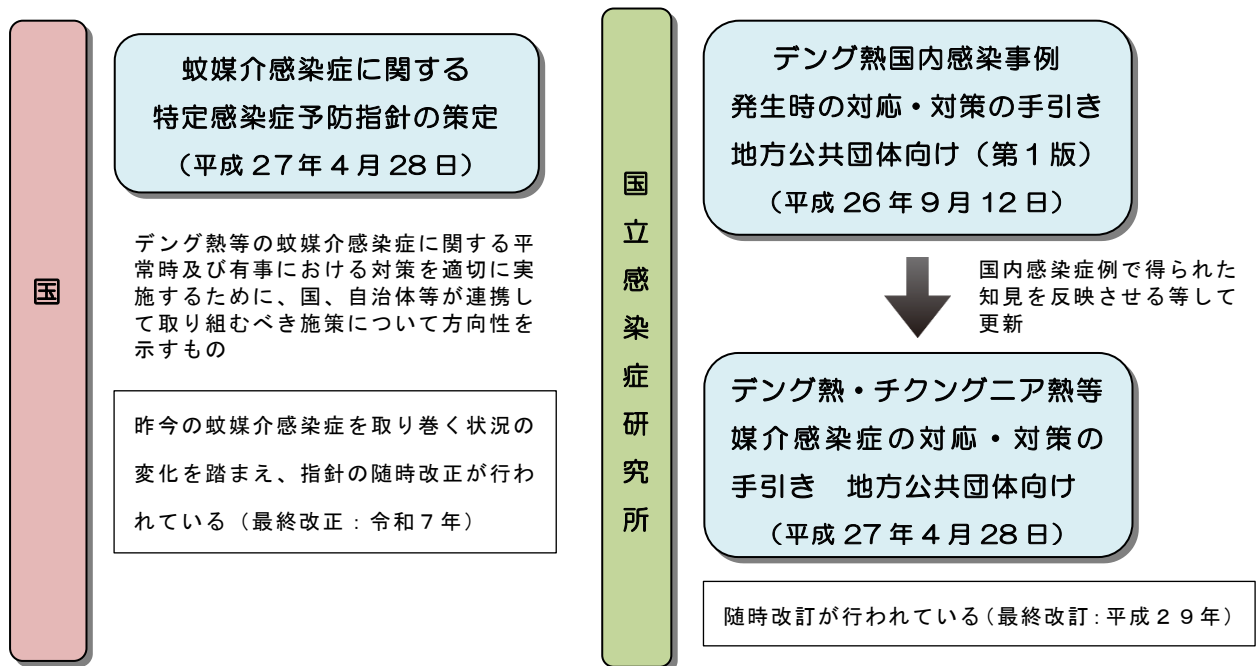 国
蚊媒介感染症に関する
特定感染症予防指針の策定
(平成27年4月28日)
デング熱等の蚊媒介感染症に関する平
常時及び有事における対策を適切に実
施するために、国、自治体等が連携し
て取り組むべき施策について方向性を
示すもの
昨今の蚊媒介感染症を取り巻く状況の
変化を踏まえ、指針の随時改正が行わ
れている(最終改正:令和7年)
国立感染症研究所
デング熱国内感染事例
発生時の対応・対策の手引き
地方公共団体向け(第1版)
(平成26年9月12日)
国内感染症例で得られた
知見を反映させる等して
更新
デング熱・チクングニア熱等
媒介感染症の対応・対策の
手引き 地方公共団体向け
(平成27年4月28日)
随時改訂が行われている(最終改訂:平成29年)